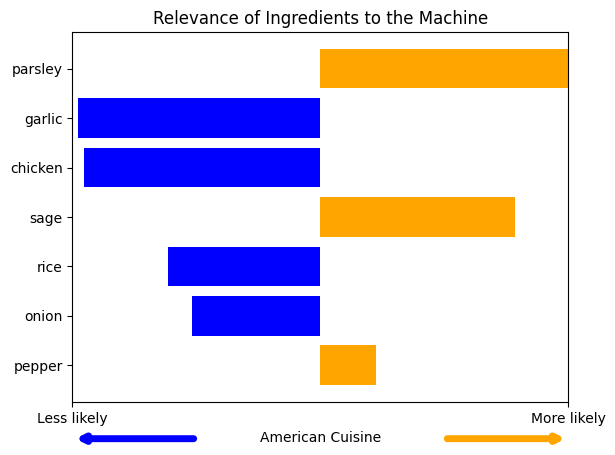 Relevance of Ingredients to the Machine
parsley
garlic
chicken
sage
rice
onion
pepper
Less likely
More likely
American Cuisine